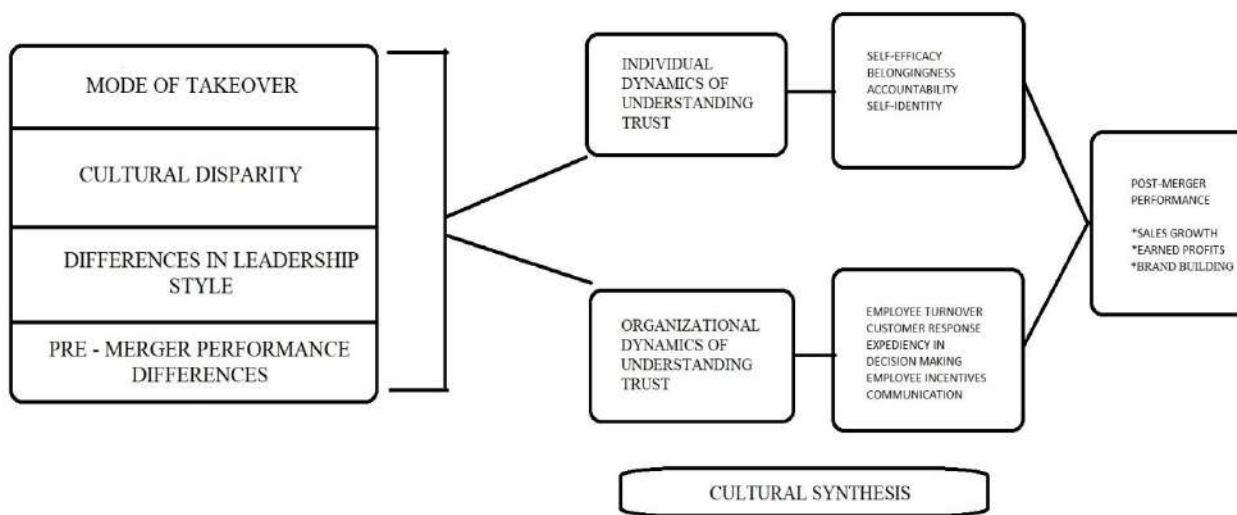 MODE OF TAKEOVER
CULTURAL DISPARITY
DIFFERENCES IN LEADERSHIP
STYLE
PRE - MERGER PERFORMANCE
DIFFERENCES
INDIVIDUAL
DYNAMICS OF
UNDERSTANDING
TRUST
SELF-EFFICACY
BELONGINGNESS
ACCOUNTABILITY
SELF-IDENTITY
ORGANIZATIONAL
DYNAMICS OF
UNDERSTANDING
TRUST
EMPLOYEE TURNOVER
CUSTOMER RESPONSE
EXPEDIENCY IN
DECISION MAKING
EMPLOYEE INCENTIVES
COMMUNICATION
POST-MERGER
PERFORMANCE
*SALES GROWTH
*EARNED PROFITS
*BRAND BUILDING
CULTURAL SYNTHESIS